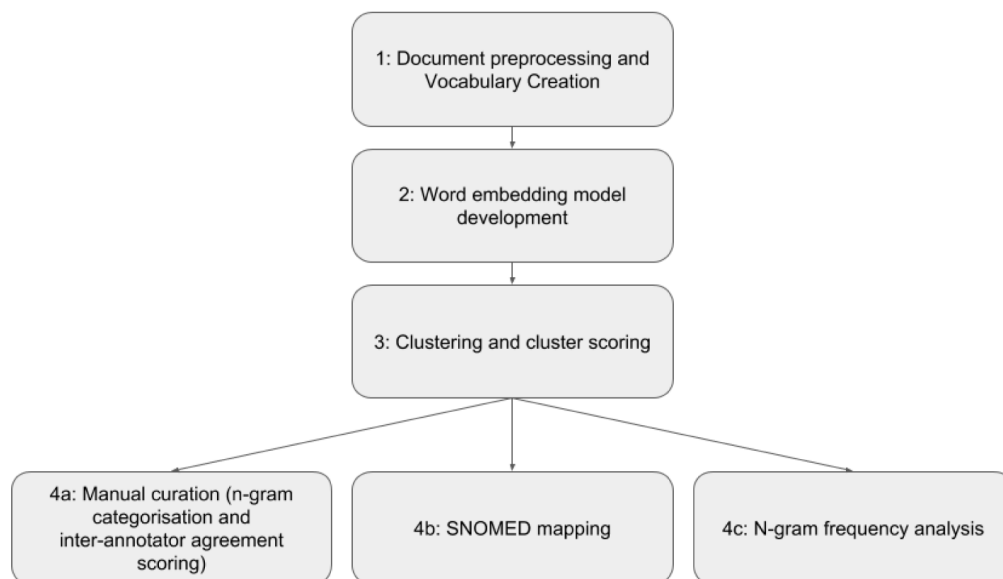 1: Document preprocessing and
Vocabulary Creation
2: Word embedding model
development
3: Clustering and cluster scoring
4a: Manual curation (n-gram
categorisation and
inter-annotator agreement
scoring)
4b: SNOMED mapping
4c: N-gram frequency analysis